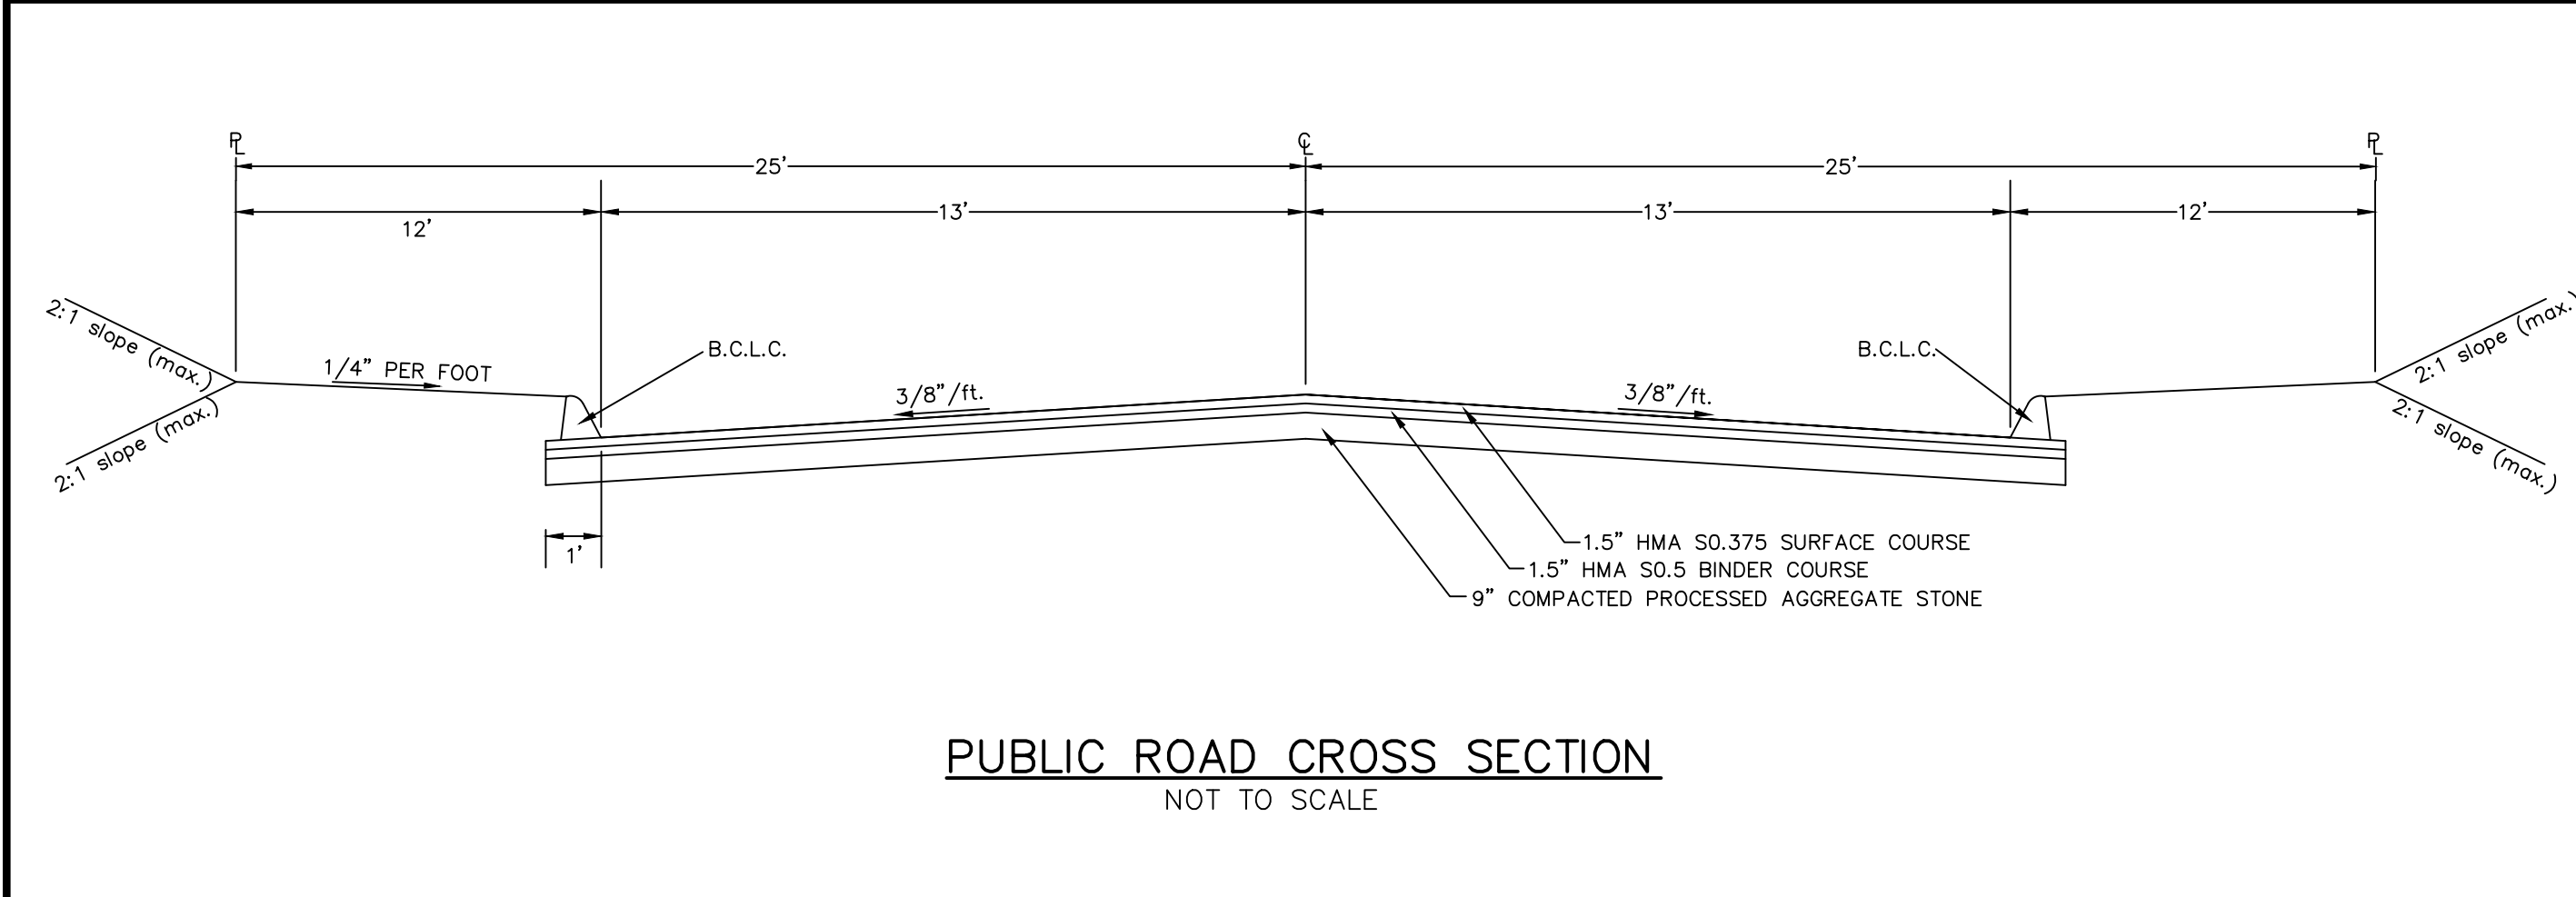 PL
CL
PL
25'
25'
12'
13'
13'
12'
2:1 slope (max.)
2:1 slope (max.)
1/4" PER FOOT
B.C.L.C.
3/8"/ft.
3/8"/ft.
B.C.L.C.
2:1 slope (max.)
2:1 slope (max.)
1'
1.5" HMA S0.375 SURFACE COURSE
1.5" HMA S0.5 BINDER COURSE
9" COMPACTED PROCESSED AGGREGATE STONE
PUBLIC ROAD CROSS SECTION
NOT TO SCALE